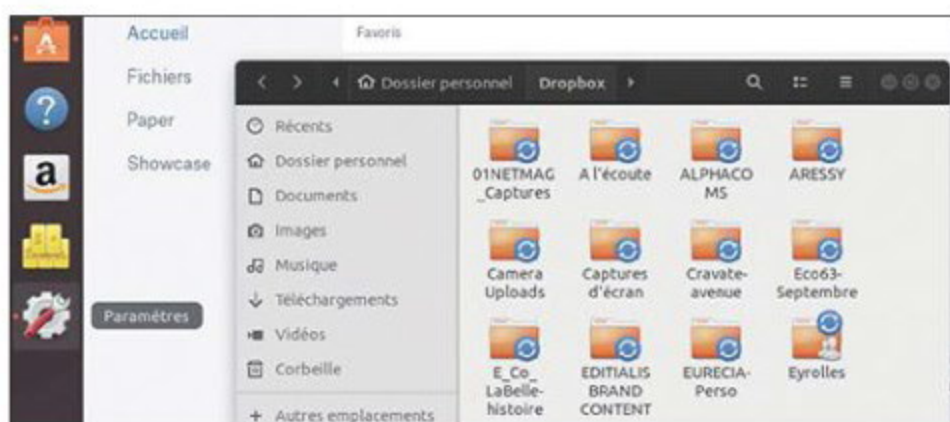 Accueil
Fichiers
Paper
Showcase
Favoris
Dossier personnel
Dropbox
Récents
Dossier personnel
Documents
Images
Musique
Téléchargements
Vidéos
Corbeille
+ Autres emplacements
Paramètres
01NETMAG
_Captures
A l'écoute
ALPHACO
MS
ARESSY
Camera
Uploads
Captures
d'écran
Cravate-
avenue
Eco63-
Septembre
E_Co_
LaBelle-
histoire
EDITIALIS
BRAND
CONTENT
EURECIA-
Perso
Eyrolles